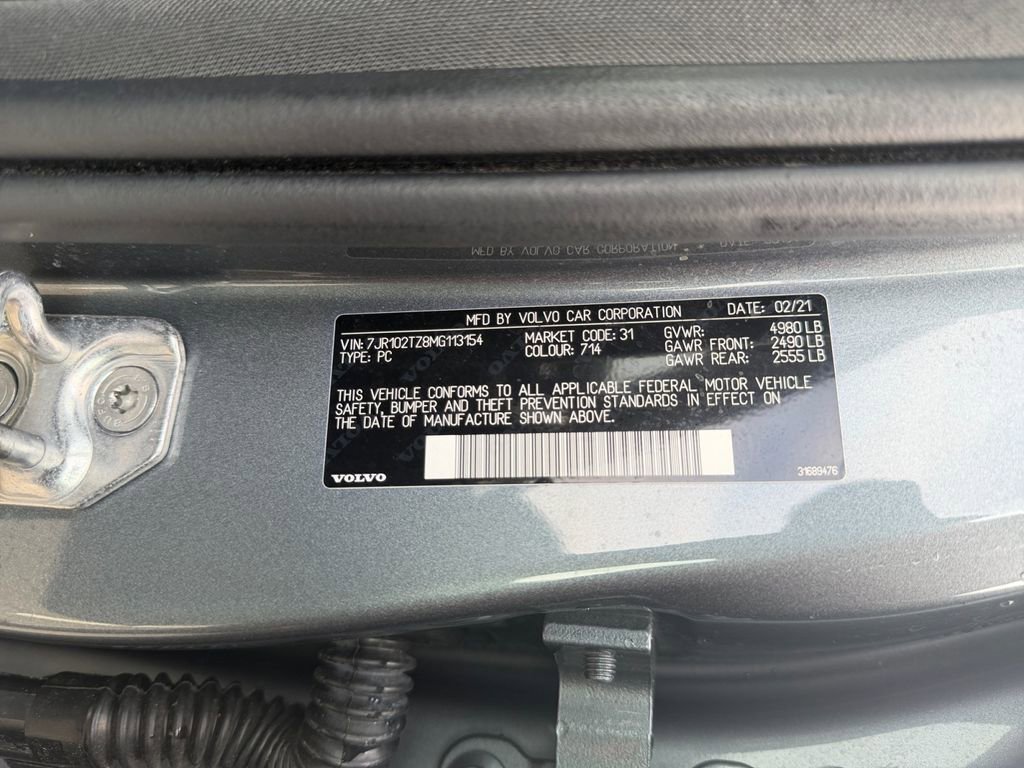 MFD BY VOLVO CAR CORPORATION DATE: 02/21
VIN: 7JR102TZ8MG113154 MARKET CODE: 31 GVWR: 4980 LB
TYPE: PC COLOUR: 714 GAWR FRONT: 2490 LB
GAWR REAR: 2555 LB
THIS VEHICLE CONFORMS TO ALL APPLICABLE FEDERAL MOTOR VEHICLE
SAFETY, BUMPER AND THEFT PREVENTION STANDARDS IN EFFECT ON
THE DATE OF MANUFACTURE SHOWN ABOVE.
VOLVO 31689476